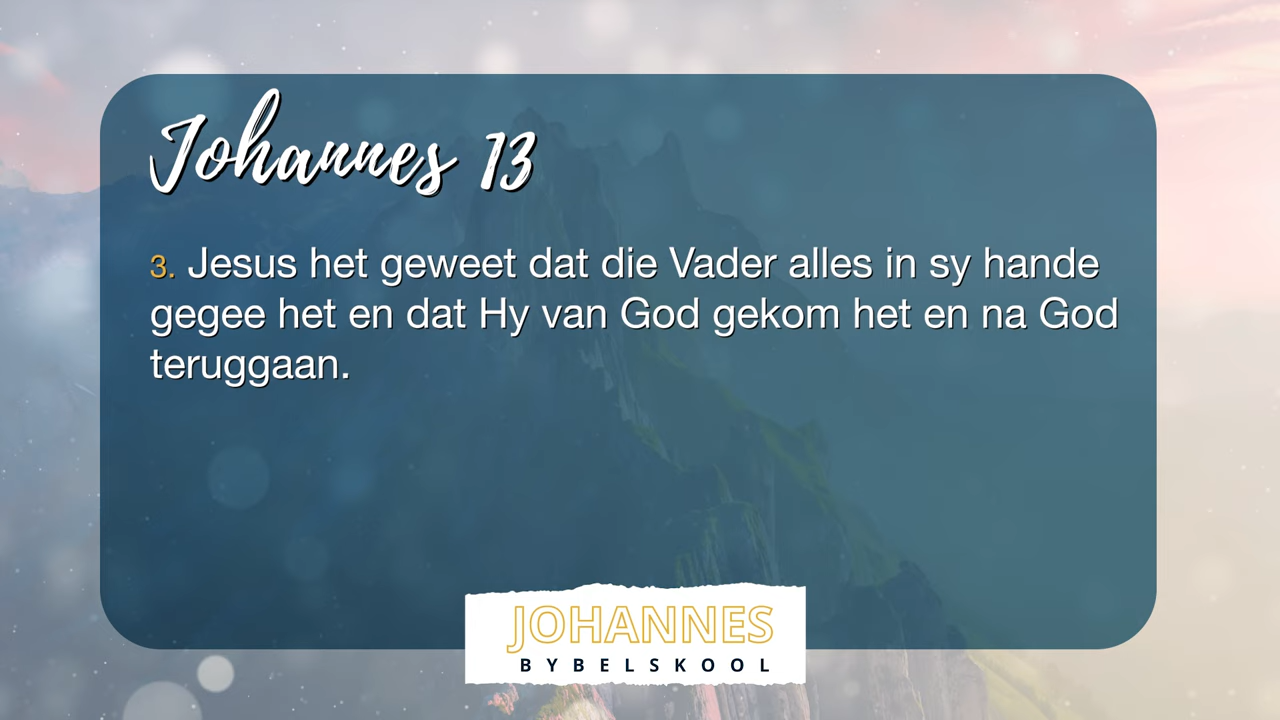 Johannes 13
3. Jesus het geweet dat die Vader alles in sy hande
gegee het en dat Hy van God gekom het en na God
teruggaan.
JOHANNES
BYBELSKOOL